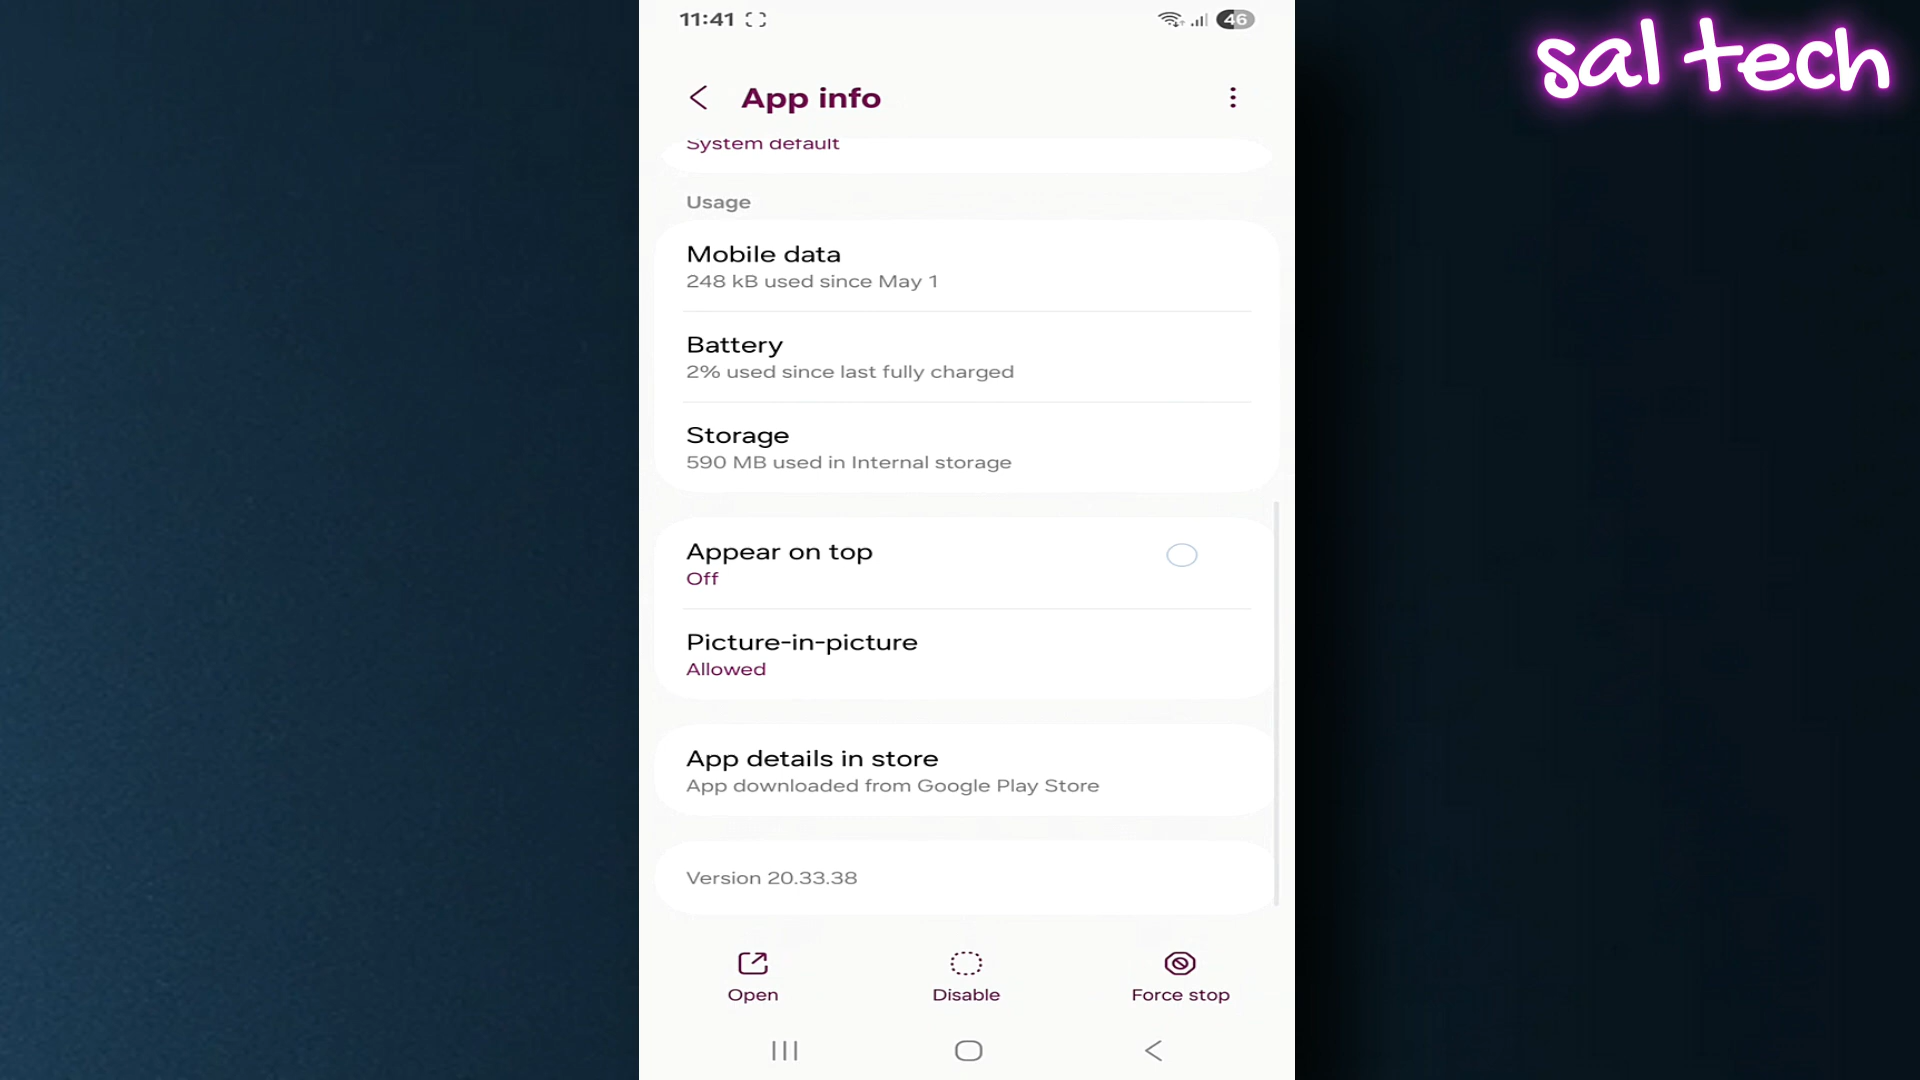 11:41
46
sal tech
App info
System default
Usage
Mobile data
248 kB used since May 1
Battery
2% used since last fully charged
Storage
590 MB used in Internal storage
Appear on top
Off
Picture-in-picture
Allowed
App details in store
App downloaded from Google Play Store
Version 20.33.38
Open
Disable
Force stop